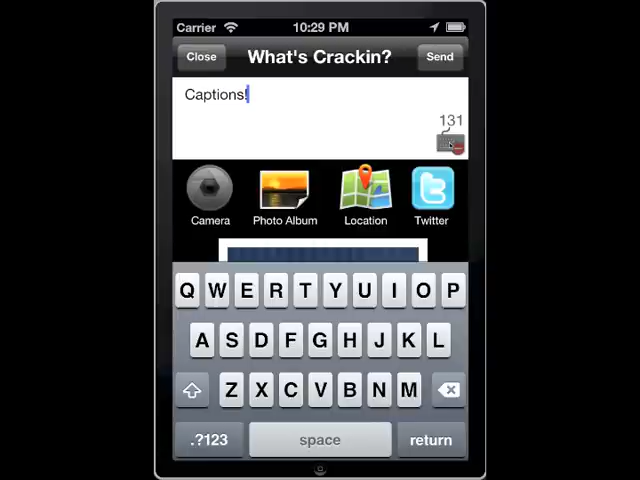 Carrier 10:29 PM
Close What's Crackin? Send
Captions!
131
Camera Photo Album Location Twitter
Q W E R T Y U I O P
A S D F G H J K L
Z X C V B N M
.?123 space return